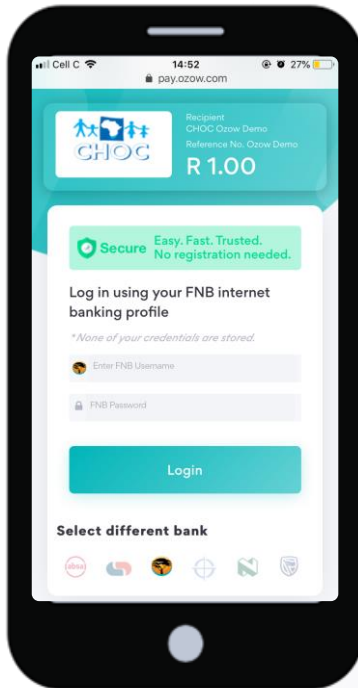 Cell C 14:52 27%
pay.ozow.com
CHOC
Recipient
CHOC Ozow Demo
Reference No. Ozow Demo
R 1.00
Secure
Easy. Fast. Trusted.
No registration needed.
Log in using your FNB internet
banking profile
*None of your credentials are stored.
Enter FNB Username
FNB Password
Login
Select different bank
absa